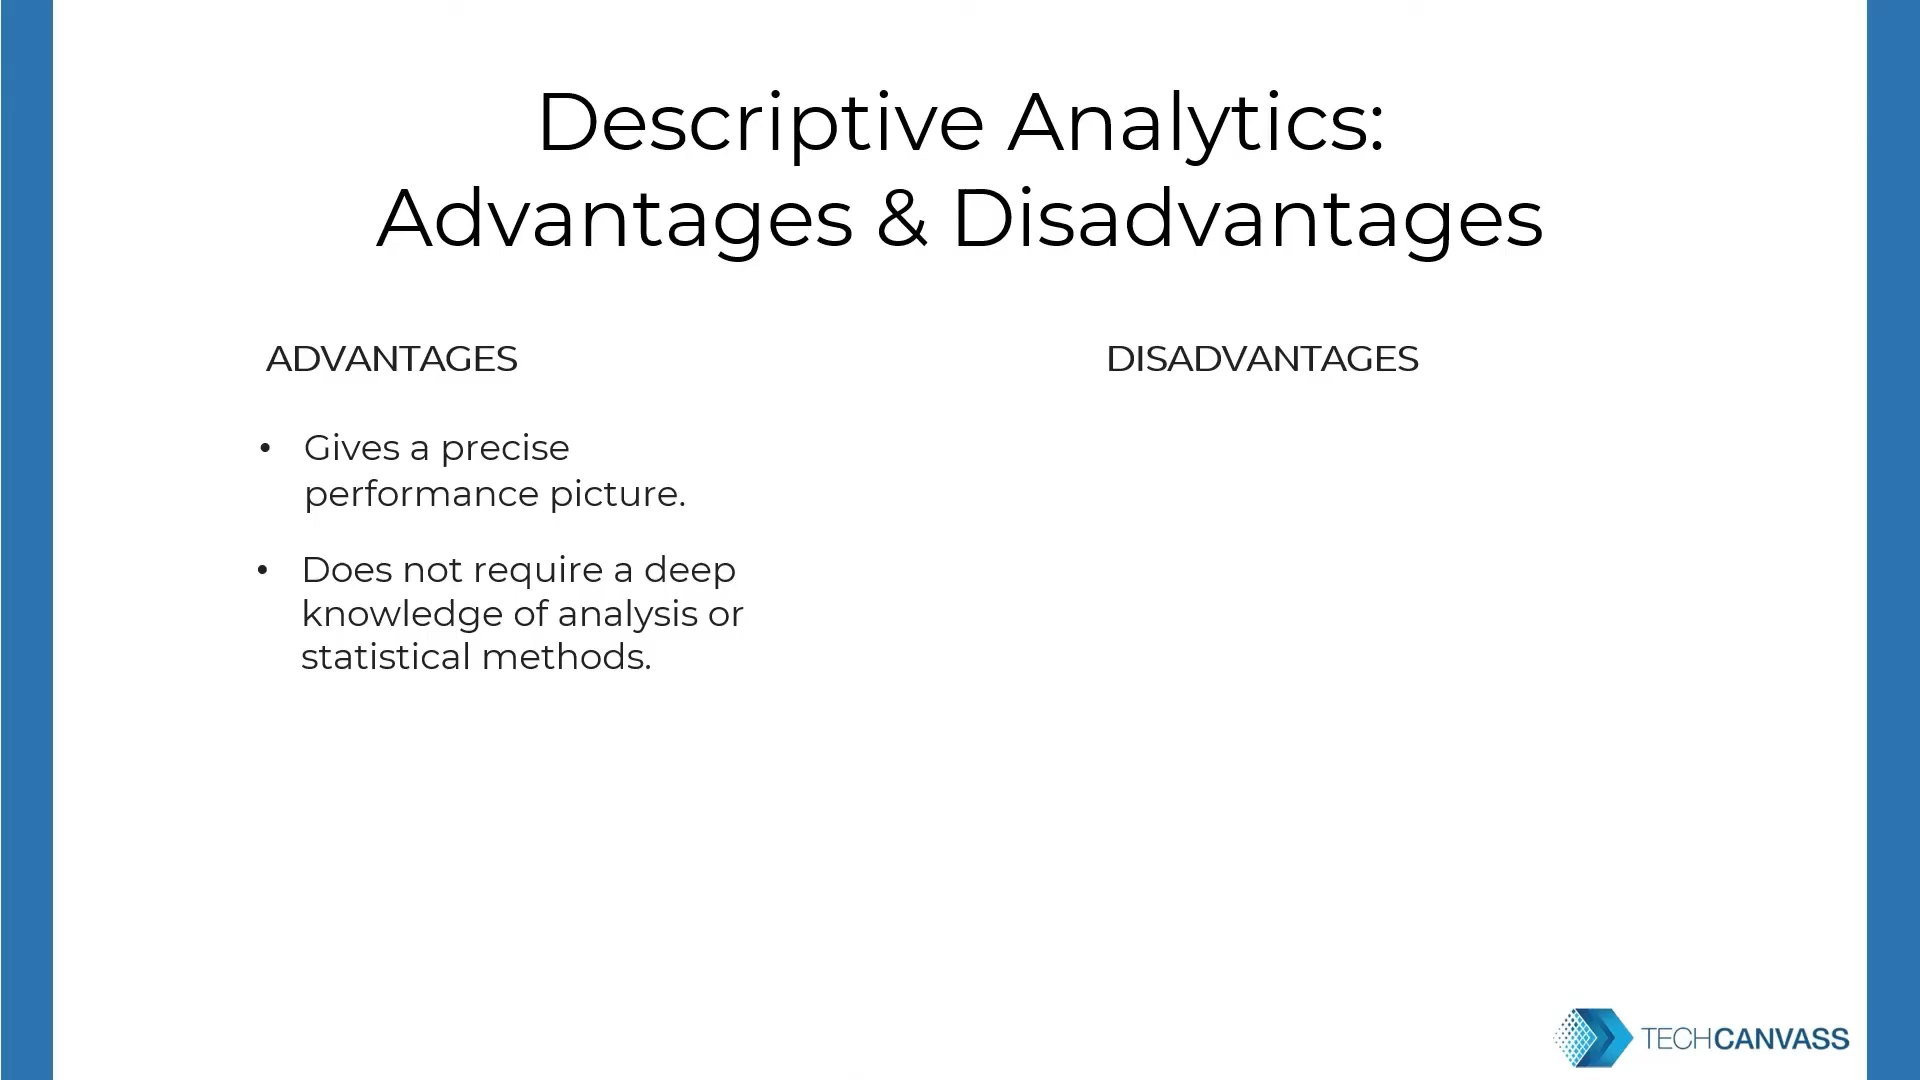 Descriptive Analytics:
Advantages & Disadvantages
ADVANTAGES
• Gives a precise
performance picture.
• Does not require a deep
knowledge of analysis or
statistical methods.
DISADVANTAGES
TECHCANVASS